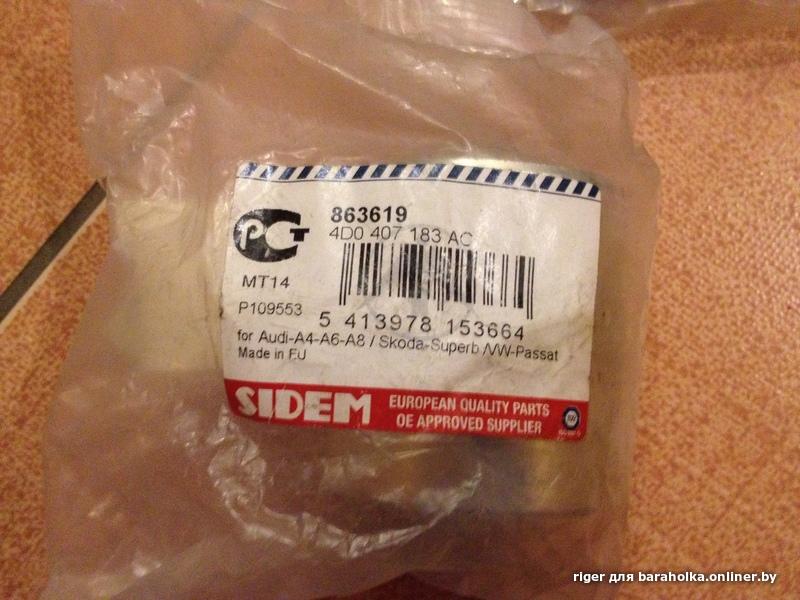 863619
4D0 407 183 AC
РСТ
MT14
P109553
5 413978 153664
for Audi-A4-A6-A8 / Skoda-Superb /VW-Passat
Made in EU
SIDEM
EUROPEAN QUALITY PARTS
OE APPROVED SUPPLIER
riger для baraholka.onliner.by